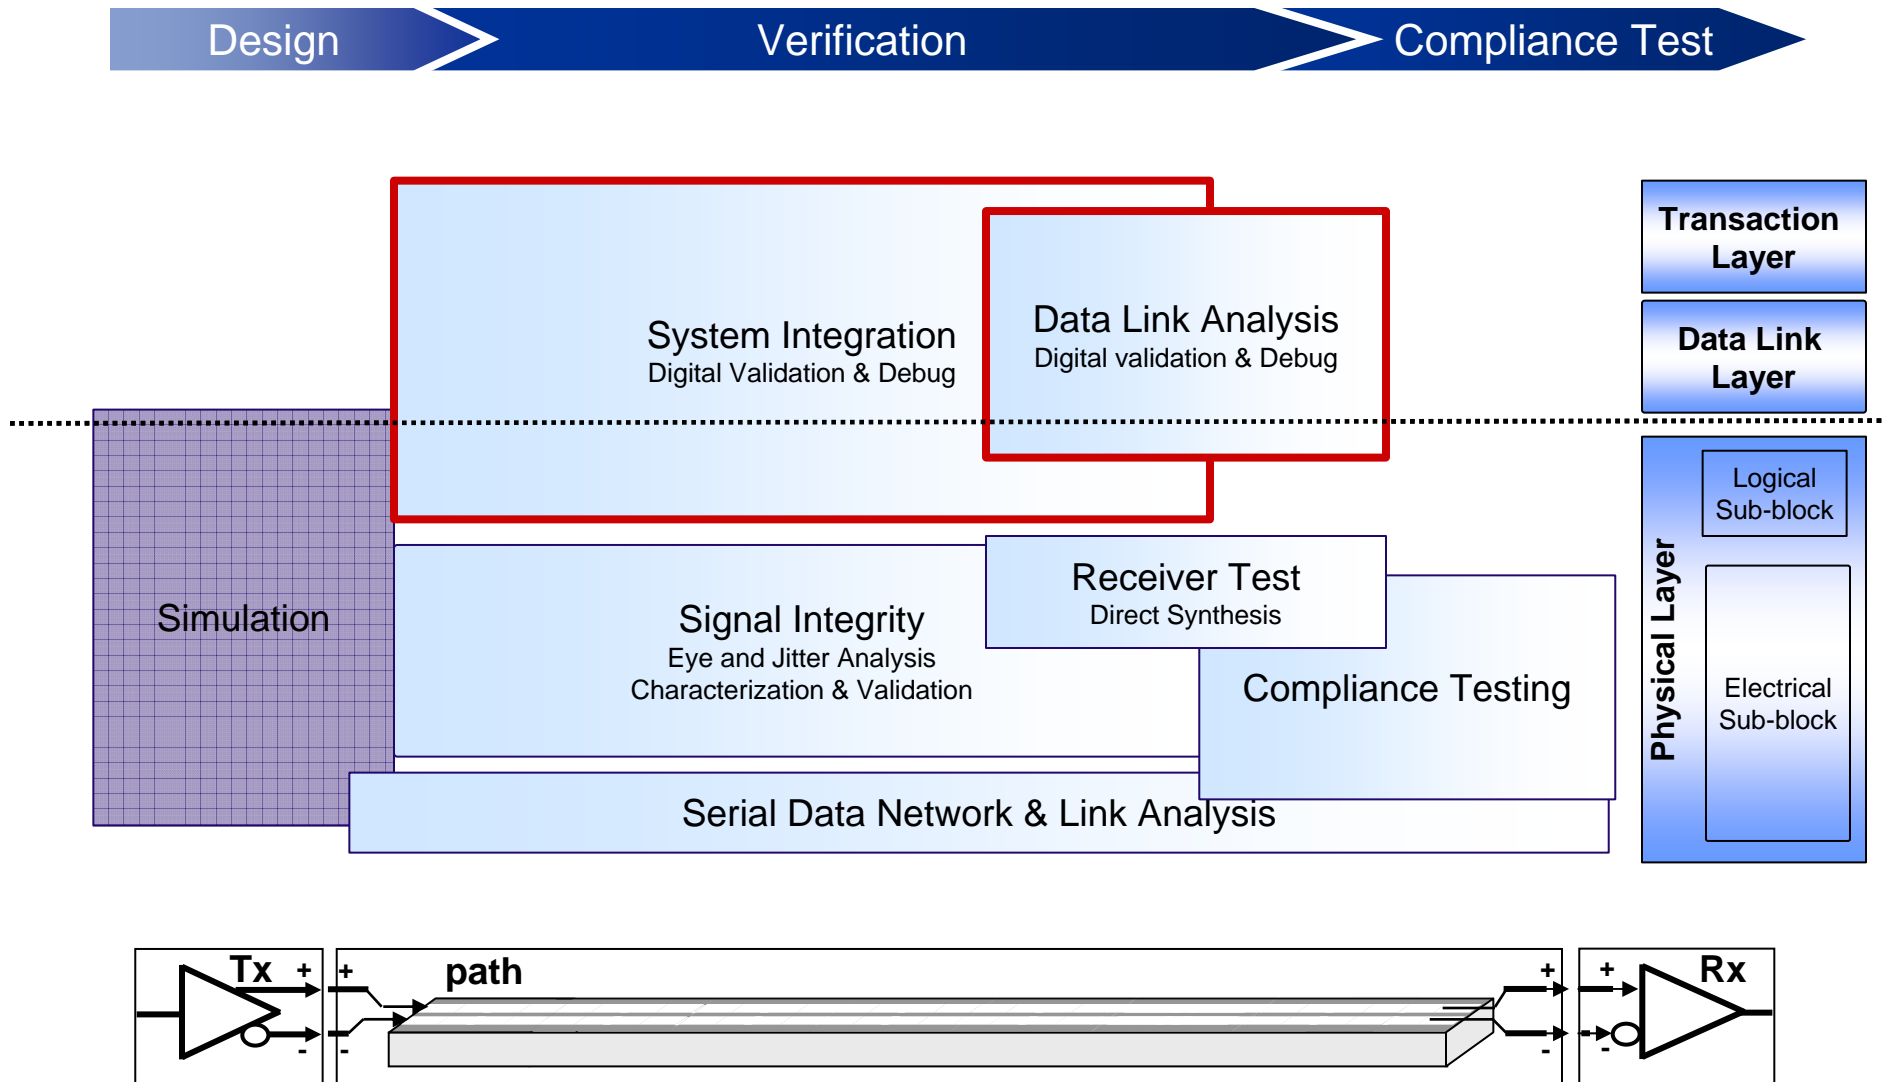 Design
Verification
Compliance Test
System Integration
Digital Validation & Debug
Data Link Analysis
Digital validation & Debug
Transaction
Layer
Data Link
Layer
Simulation
Signal Integrity
Eye and Jitter Analysis
Characterization & Validation
Receiver Test
Direct Synthesis
Compliance Testing
Serial Data Network & Link Analysis
Physical Layer
Logical
Sub-block
Electrical
Sub-block
Tx
+
+
path
+
+
Rx
-
-
-
-